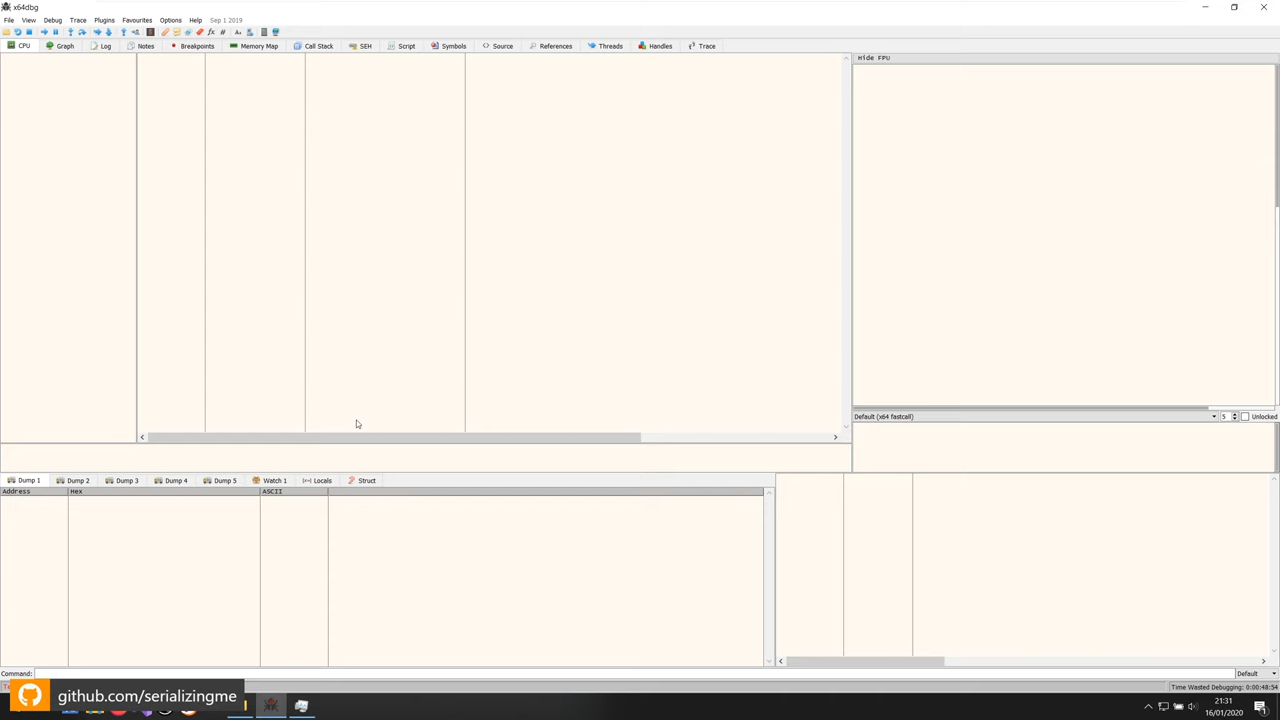 x64dbg
File View Debug Trace Plugins Favourites Options Help Sep 1 2019
CPU Graph Log Notes Breakpoints Memory Map Call Stack SEH Script Symbols Source References Threads Handles Trace
Hide FPU
Default (x64 fastcall) 5 Unlocked
Dump 1 Dump 2 Dump 3 Dump 4 Dump 5 Watch 1 Locals Struct
Address Hex ASCII
Command: Default
Time Wasted Debugging: 0:00:48:54
github.com/serializingme
21:31
16/01/2020
1